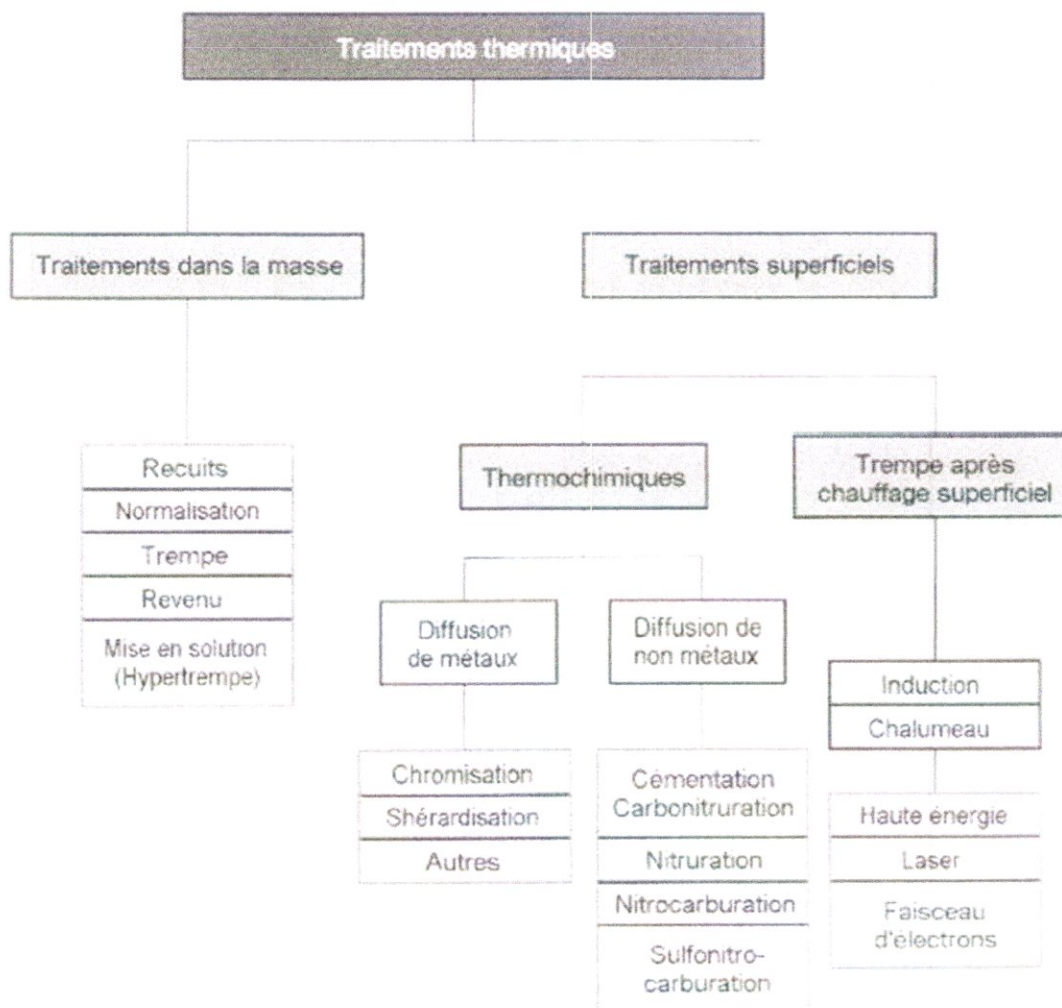 Traitements thermiques
Traitements dans la masse
Traitements superficiels
Recuits
Normalisation
Trempe
Revenu
Mise en solution
(Hypertrempe)
Thermochimiques
Trempe après
chauffage superficiel
Diffusion
de métaux
Diffusion de
non métaux
Chromisation
Shérardisation
Autres
Cémentation
Carbonitruration
Nitruration
Nitrocarburation
Sulfonitro-
carburation
Induction
Chalumeau
Haute énergie
Laser
Faisceau
d'électrons